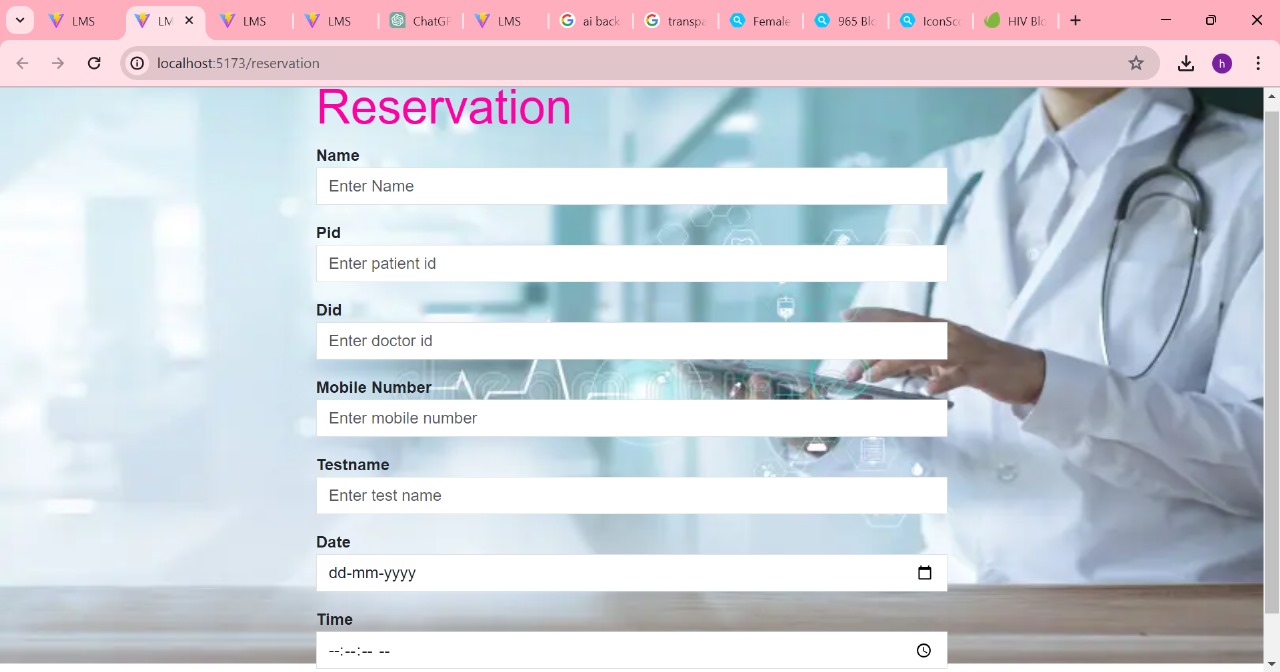 LMS
LM
LMS
LMS
ChatGP
LMS
ai back
transpa
Female
965 Blo
IconSco
HIV Blo
localhost:5173/reservation
h
Reservation
Name
Enter Name
Pid
Enter patient id
Did
Enter doctor id
Mobile Number
Enter mobile number
Testname
Enter test name
Date
dd-mm-yyyy
Time
--:--:-- --